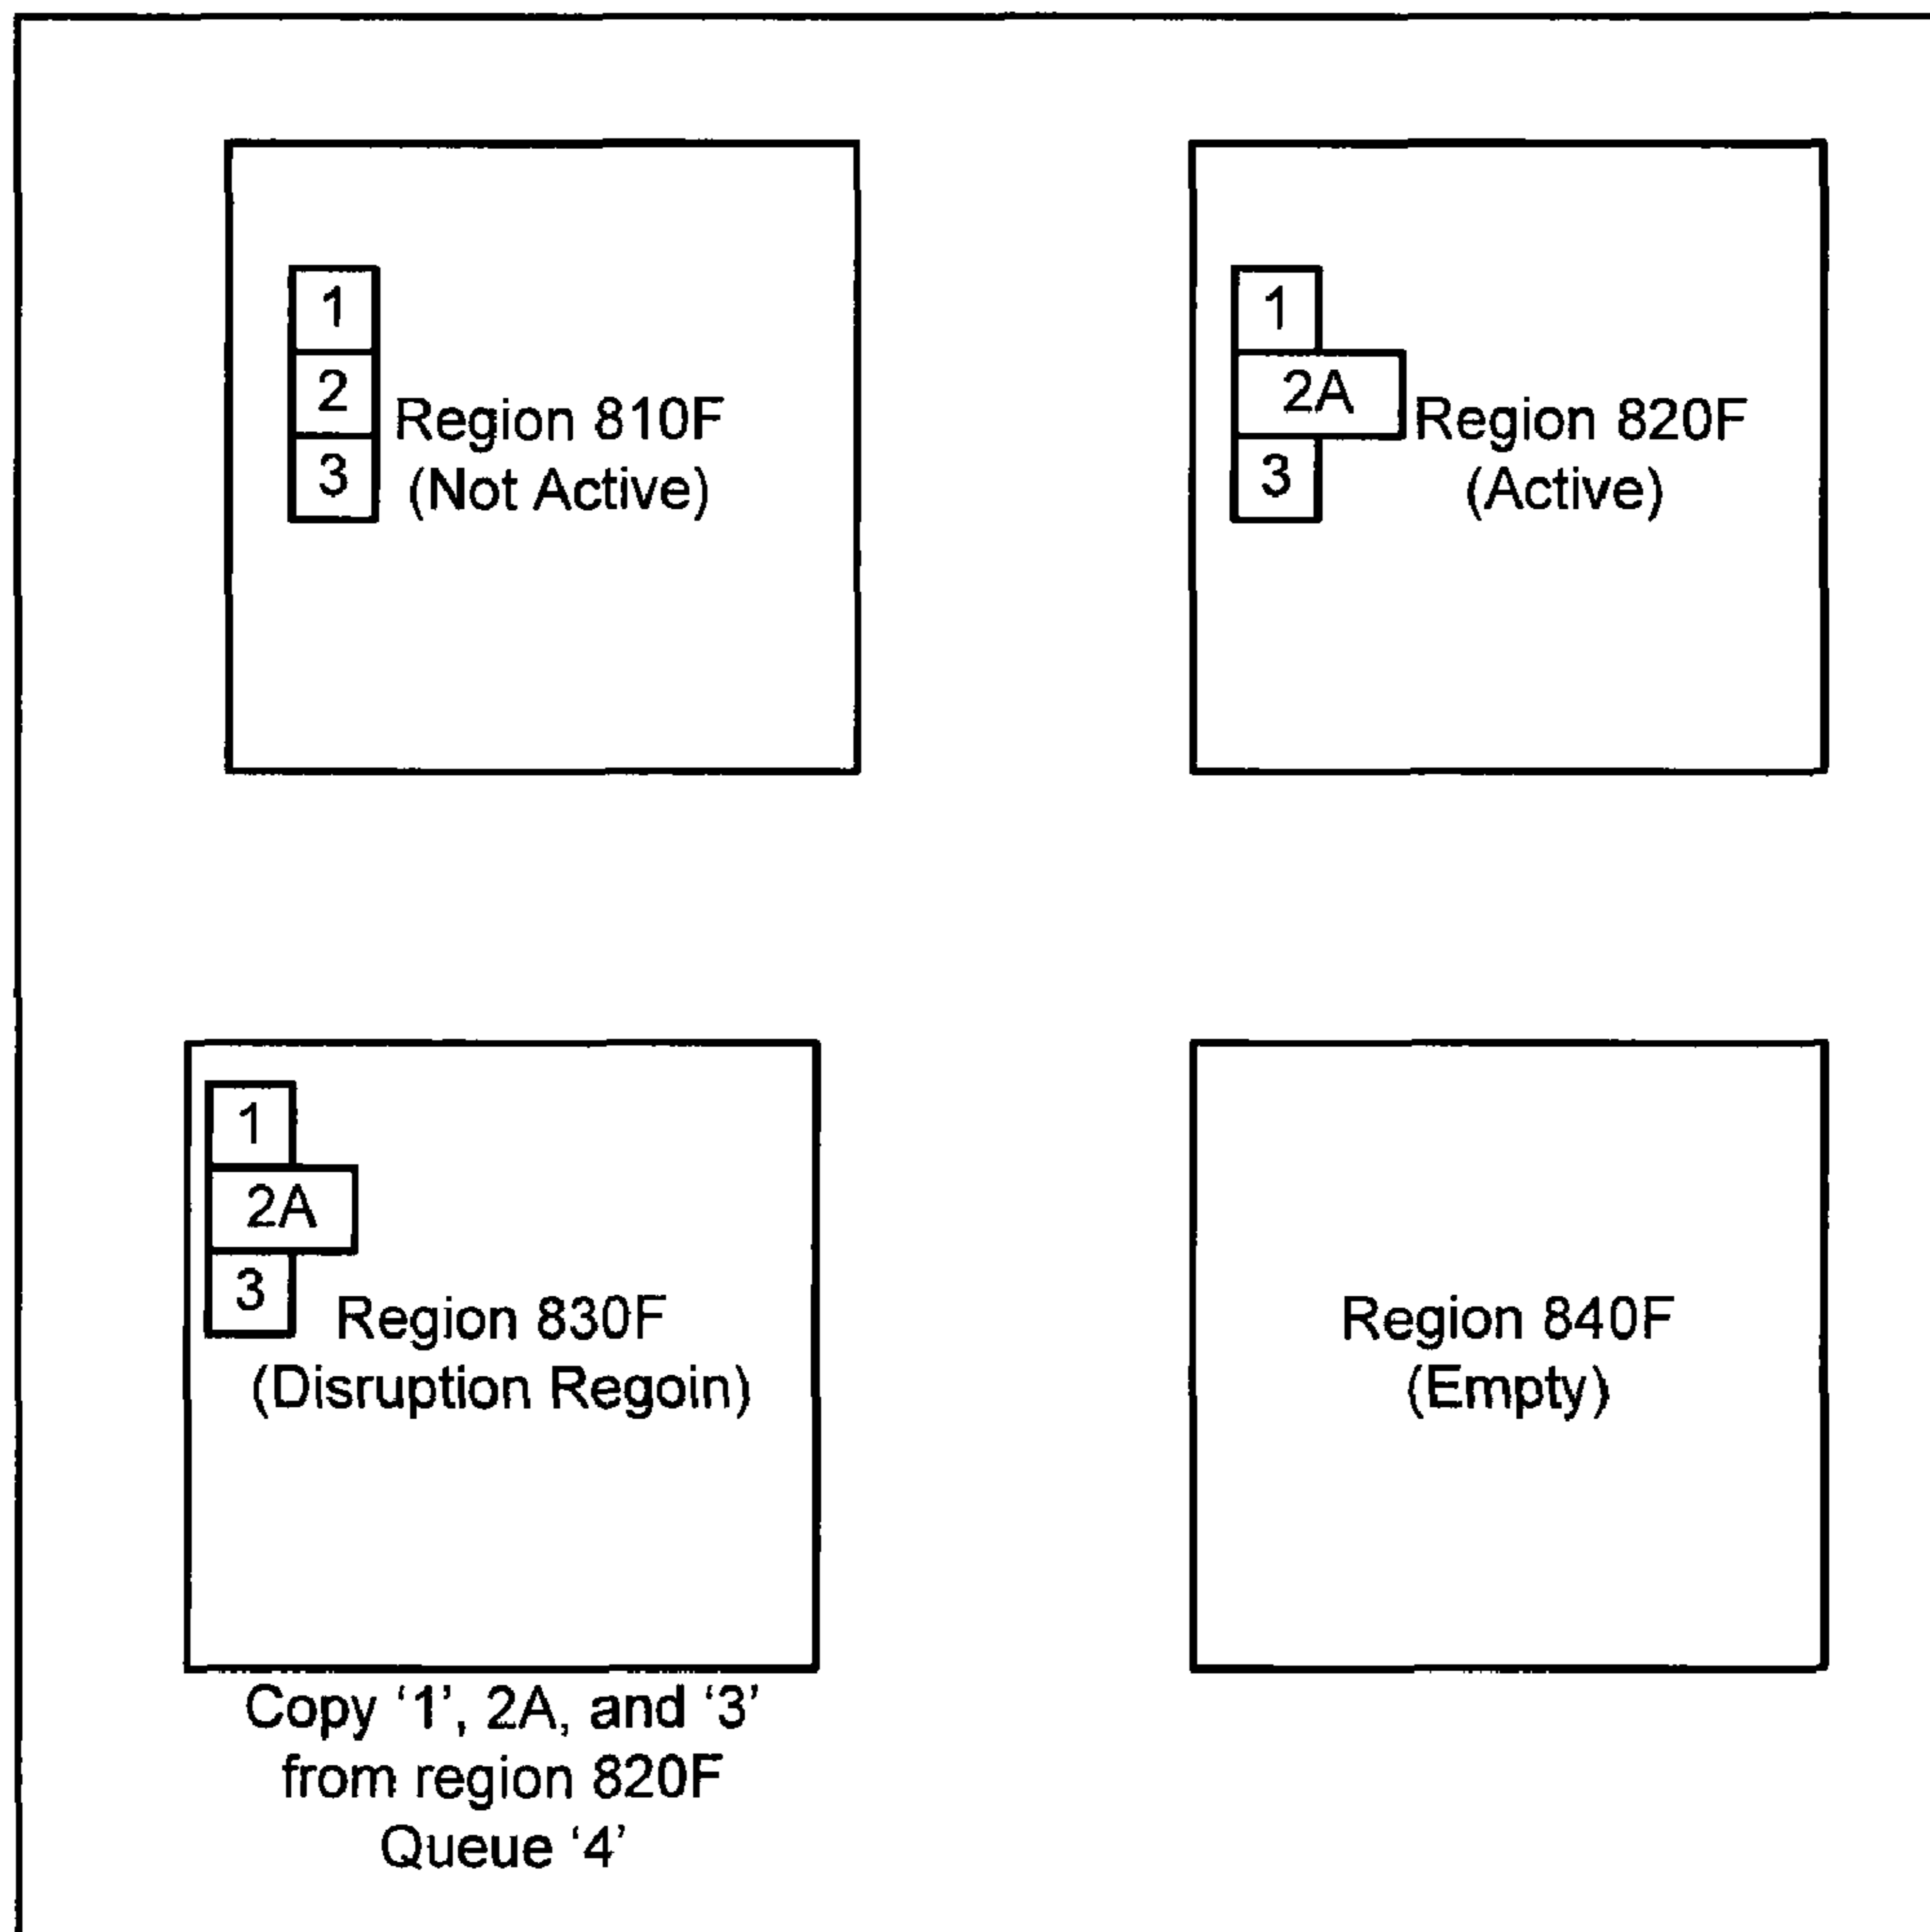 1
2
3
Region 810F
(Not Active)
1
2A
3
Region 820F
(Active)
1
2A
3
Region 830F
(Disruption Regoin)
Region 840F
(Empty)
Copy ‘1’, 2A, and ‘3’
from region 820F
Queue ‘4’